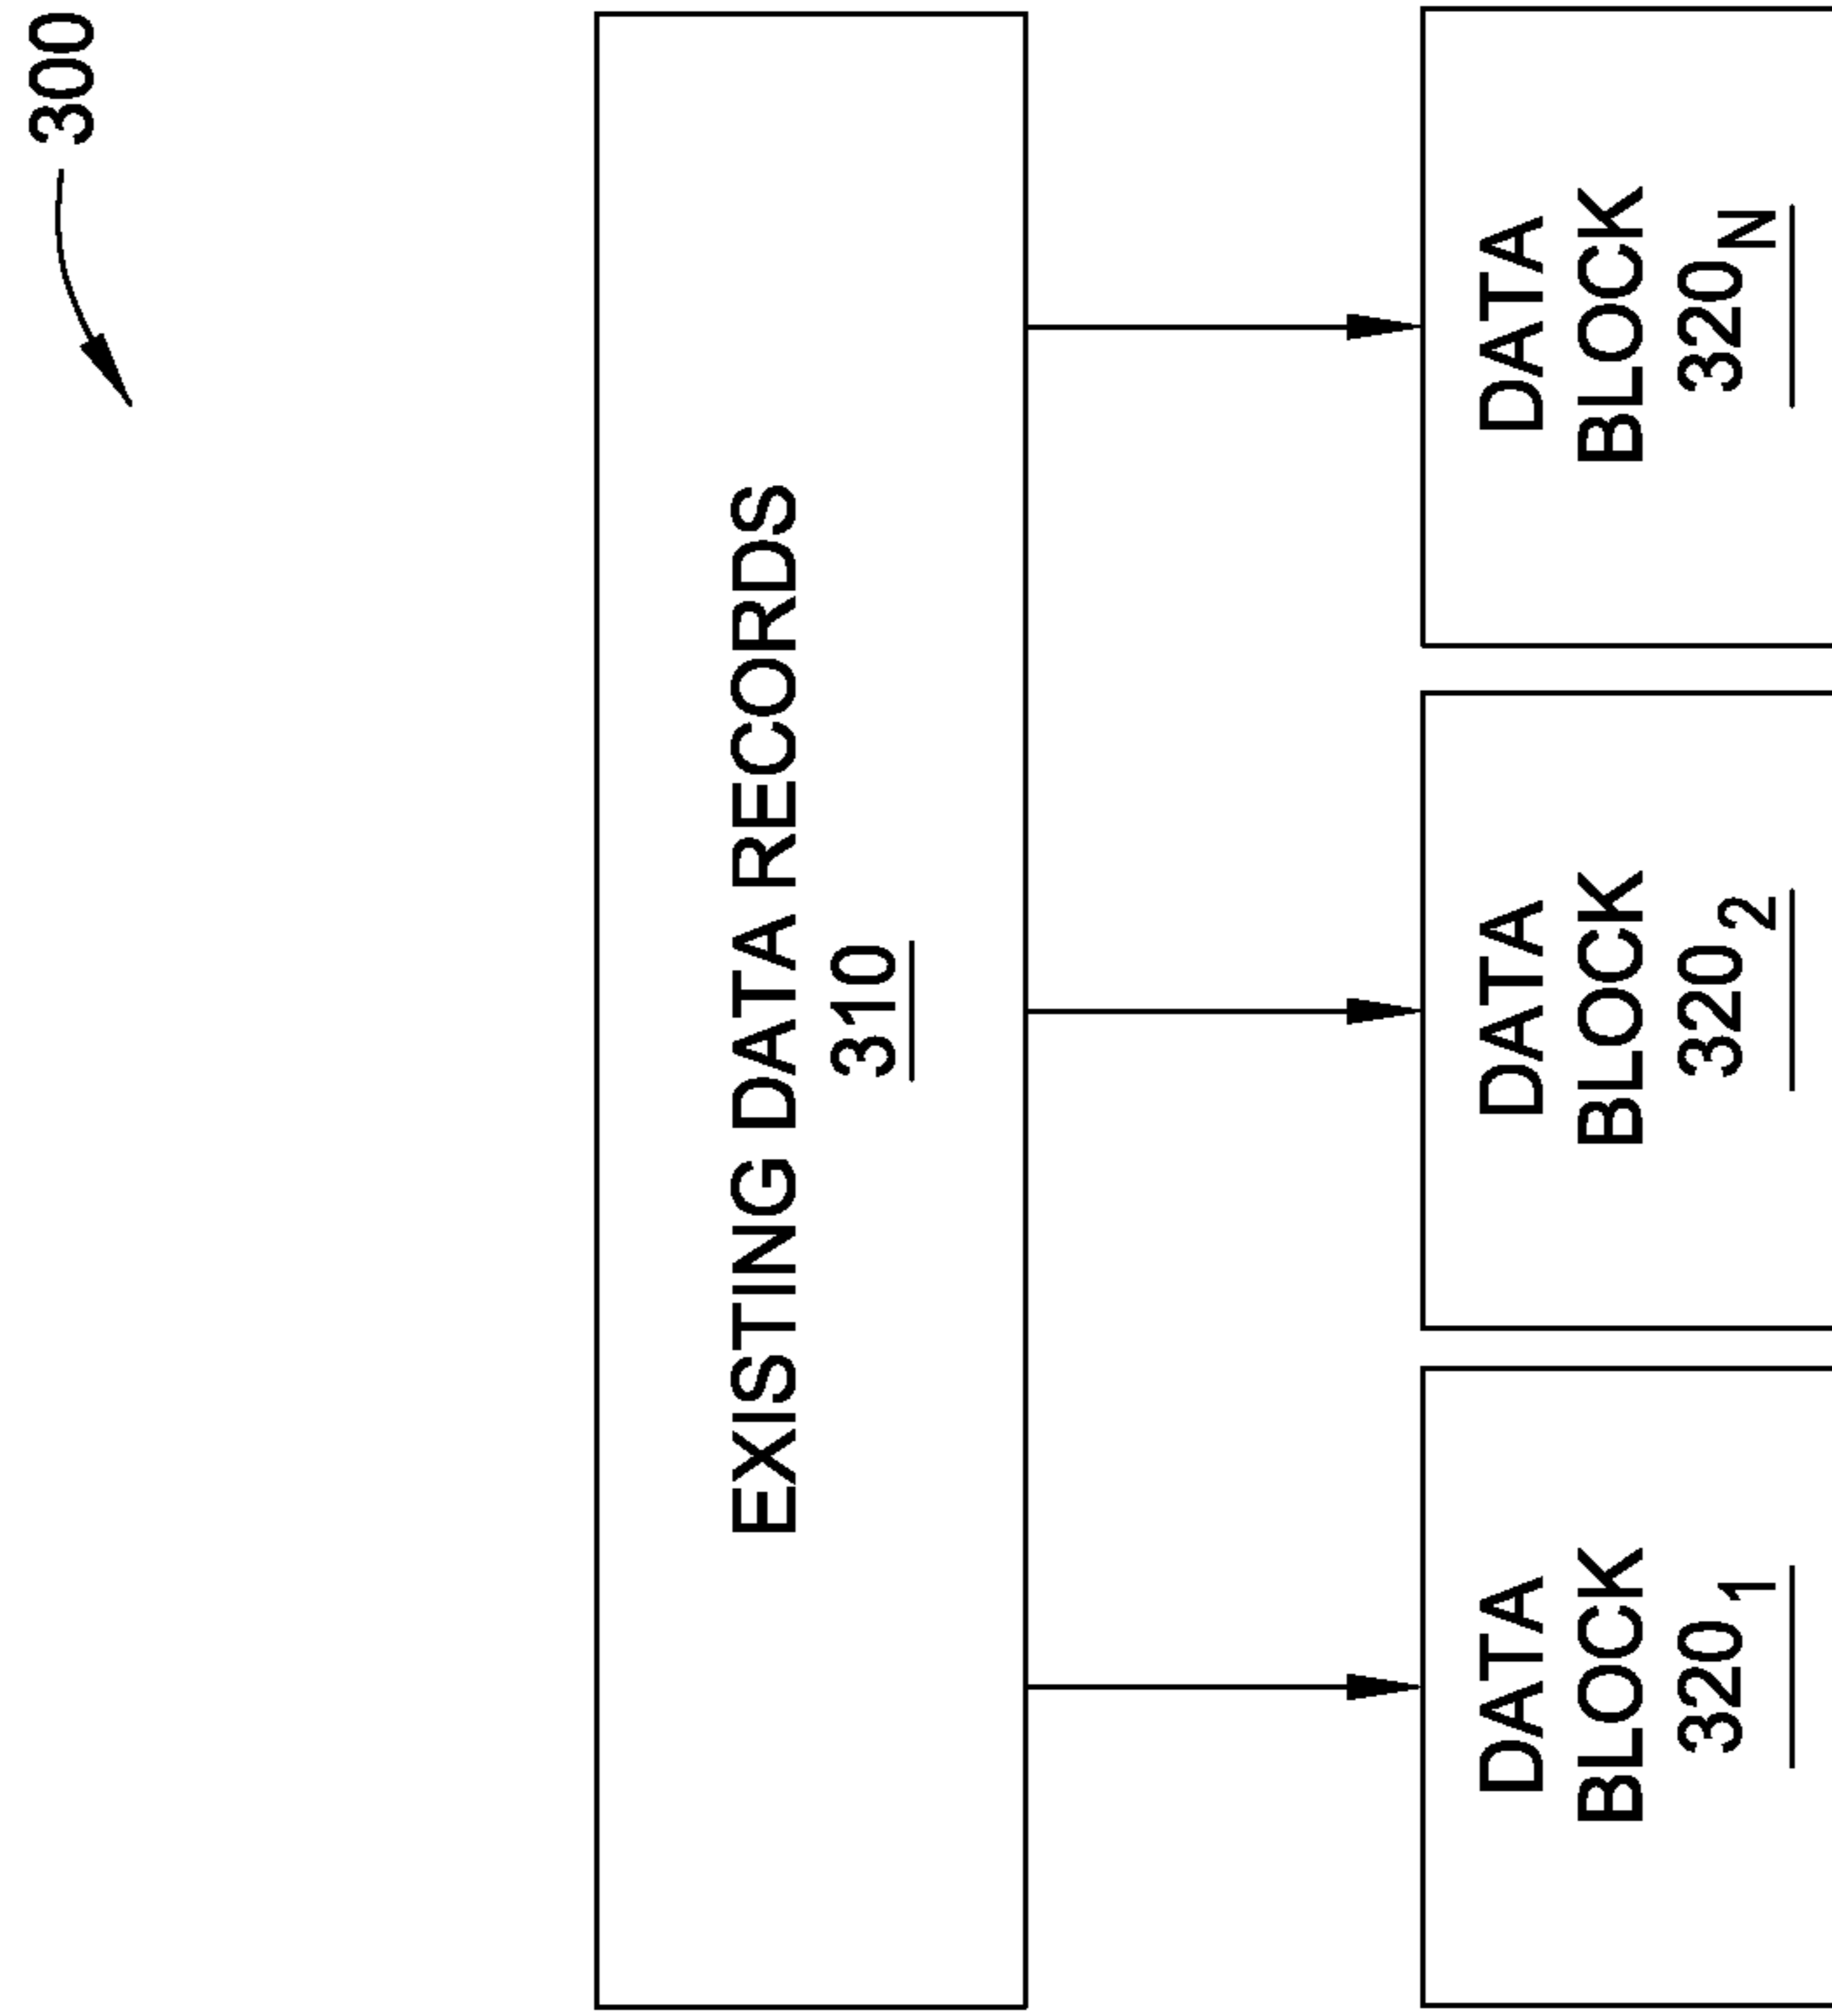 300
EXISTING DATA RECORDS
310
DATA
BLOCK
320₁
DATA
BLOCK
320₂
DATA
BLOCK
320N